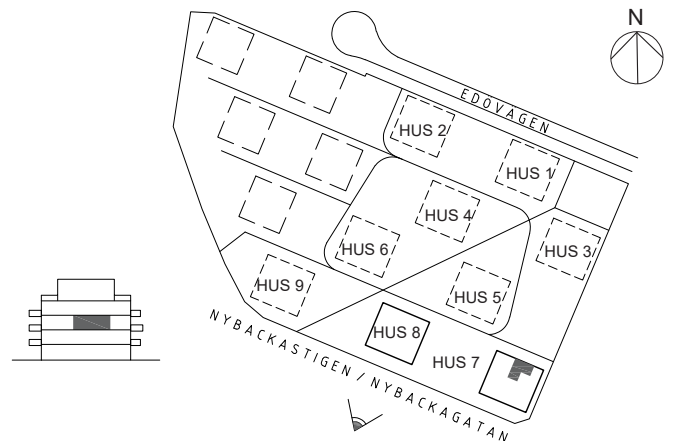 N
EDOVAGEN
HUS 2
HUS 1
HUS 4
HUS 3
HUS 6
HUS 9
HUS 5
HUS 8
HUS 7
NYBACKASTIGEN / NYBACKAGATAN